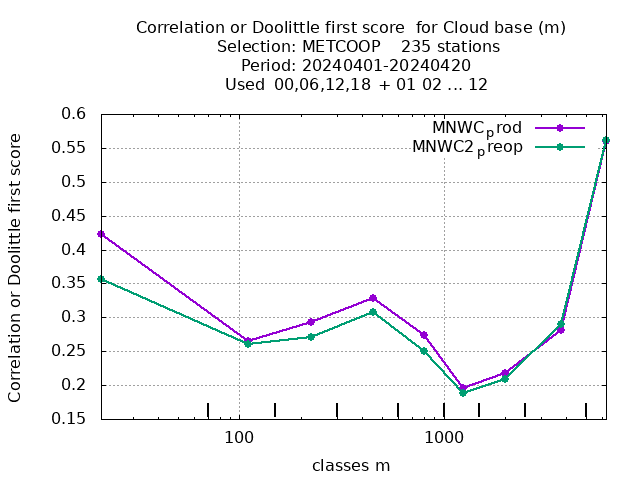 Correlation or Doolittle first score  for Cloud base (m)
Selection: METCOOP    235 stations
Period: 20240401-20240420
Used  00,06,12,18 + 01 02 ... 12
Correlation or Doolittle first score
0.6
0.55
0.5
0.45
0.4
0.35
0.3
0.25
0.2
0.15
MNWCprod
MNWC2preop
100
1000
classes m